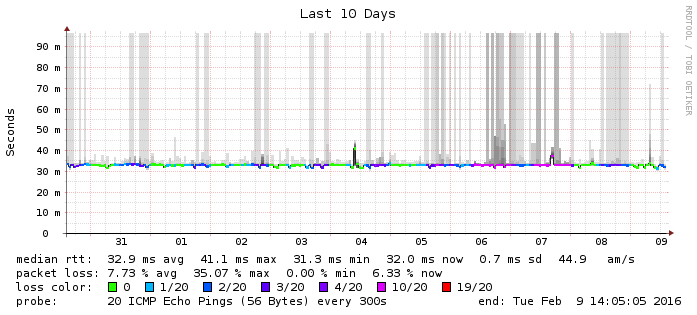 Last 10 Days
RRDTOOL / TOBI OETIKER
Seconds
90 m
80 m
70 m
60 m
50 m
40 m
30 m
20 m
10 m
0
31 01 02 03 04 05 06 07 08 09
median rtt: 32.9 ms avg 41.1 ms max 31.3 ms min 32.0 ms now 0.7 ms sd 44.9 am/s
packet loss: 7.73 % avg 35.07 % max 0.00 % min 6.33 % now
loss color: 0 1/20 2/20 3/20 4/20 10/20 19/20
probe: 20 ICMP Echo Pings (56 Bytes) every 300s end: Tue Feb 9 14:05:05 2016